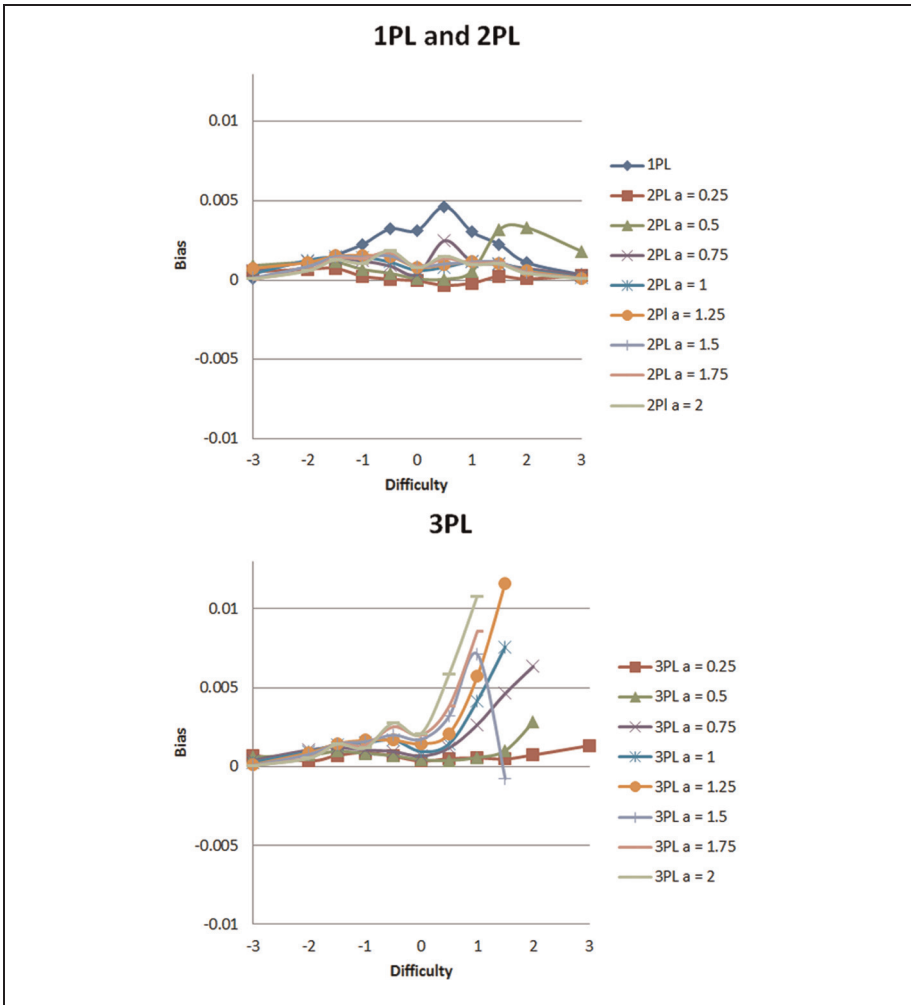 1PL and 2PL
0.01
0.005
0
-0.005
-0.01
Bias
-3 -2 -1 0 1 2 3
Difficulty
1PL
2PL a = 0.25
2PL a = 0.5
2PL a = 0.75
2PL a = 1
2Pl a = 1.25
2PL a = 1.5
2PL a = 1.75
2Pl a = 2
3PL
0.01
0.005
0
-0.005
-0.01
Bias
-3 -2 -1 0 1 2 3
Difficulty
3PL a = 0.25
3PL a = 0.5
3PL a = 0.75
3PL a = 1
3PL a = 1.25
3PL a = 1.5
3PL a = 1.75
3PL a = 2